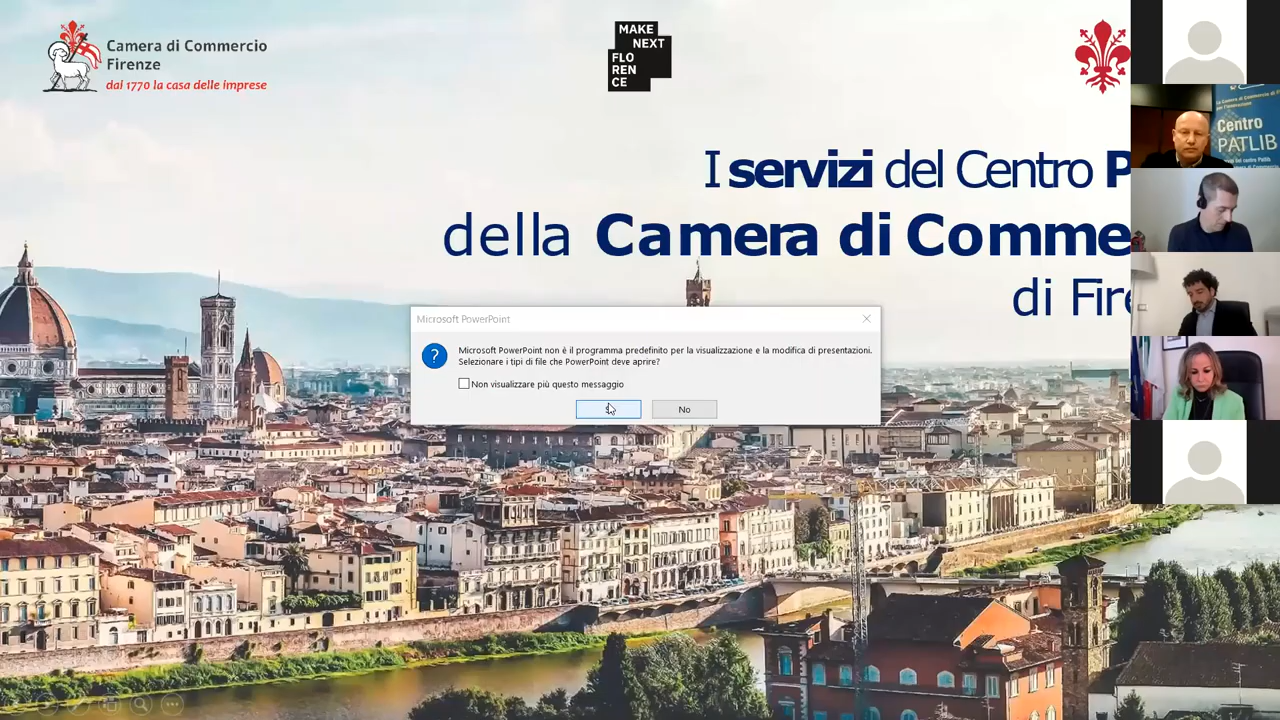 Camera di Commercio
Firenze
dal 1770 la casa delle imprese
MAKE
NEXT
FLO
REN
CE
I servizi del Centro P
della Camera di Comme
di Fire
Microsoft PowerPoint
Microsoft PowerPoint non è il programma predefinito per la visualizzazione e la modifica di presentazioni.
Selezionare i tipi di file che PowerPoint deve aprire?
Non visualizzare più questo messaggio
No
Centro
PATLIB